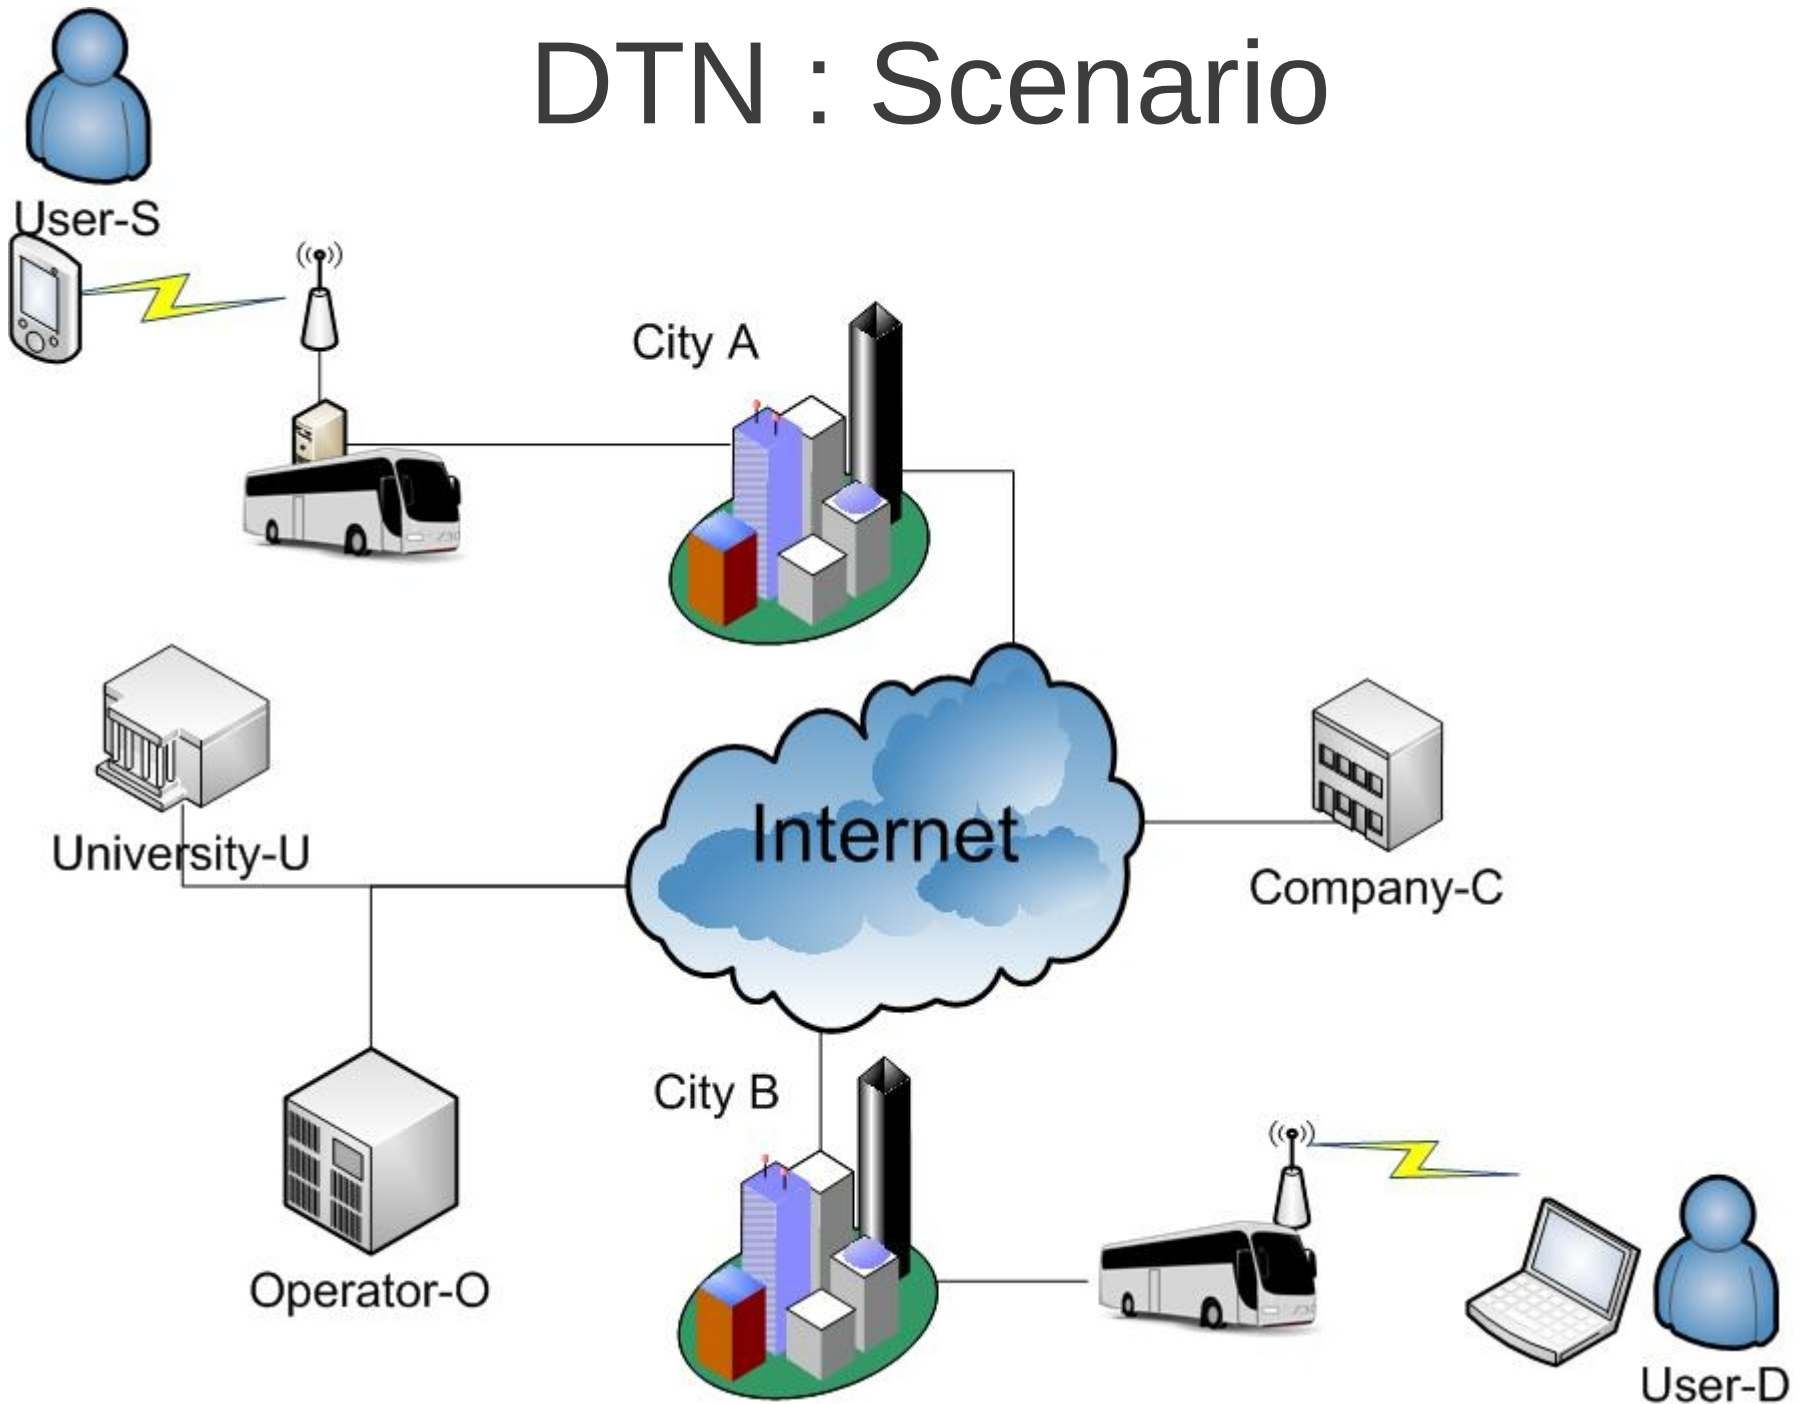 DTN : Scenario
User-S
City A
University-U
Internet
Company-C
City B
Operator-O
User-D